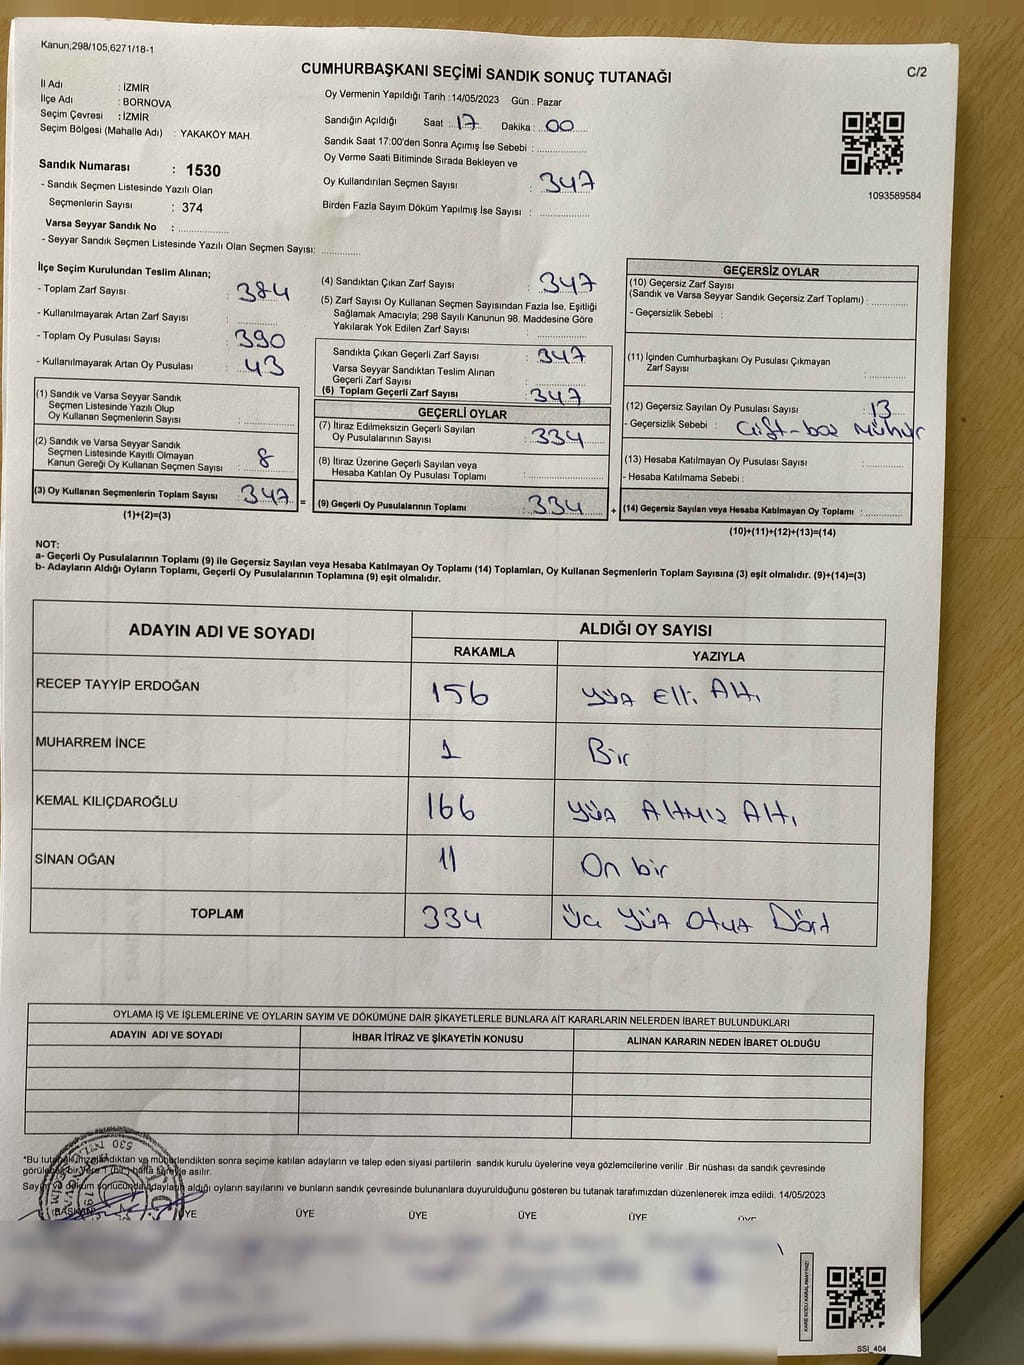 Kanun,298/105,6271/18-1
CUMHURBAŞKANI SEÇİMİ SANDIK SONUÇ TUTANAĞI
C/2
İl Adı : İZMİR
İlçe Adı : BORNOVA
Seçim Çevresi : İZMİR
Seçim Bölgesi (Mahalle Adı) : YAKAKÖY MAH.
Sandık Numarası : 1530
- Sandık Seçmen Listesinde Yazılı Olan
Seçmenlerin Sayısı : 374
Varsa Seyyar Sandık No :
- Seyyar Sandık Seçmen Listesinde Yazılı Olan Seçmen Sayısı:
Oy Vermenin Yapıldığı Tarih :14/05/2023 Gün : Pazar
Sandığın Açıldığı Saat : 17 Dakika : 00
Sandık Saat 17:00'den Sonra Açımış İse Sebebi :
Oy Verme Saati Bitiminde Sırada Bekleyen ve
Oy Kullandırılan Seçmen Sayısı : 347
Birden Fazla Sayım Döküm Yapılmış İse Sayısı :
1093589584
İlçe Seçim Kurulundan Teslim Alınan;
- Toplam Zarf Sayısı : 384
- Kullanılmayarak Artan Zarf Sayısı :
- Toplam Oy Pusulası Sayısı : 390
- Kullanılmayarak Artan Oy Pusulası : 43
(1) Sandık ve Varsa Seyyar Sandık
Seçmen Listesinde Yazılı Olup
Oy Kullanan Seçmenlerin Sayısı :
(2) Sandık ve Varsa Seyyar Sandık
Seçmen Listesinde Kayıtlı Olmayan
Kanun Gereği Oy Kullanan Seçmen Sayısı : 8
(3) Oy Kullanan Seçmenlerin Toplam Sayısı : 347 =
(1)+(2)=(3)
(4) Sandıktan Çıkan Zarf Sayısı : 347
(5) Zarf Sayısı Oy Kullanan Seçmen Sayısından Fazla İse, Eşitliği
Sağlamak Amacıyla; 298 Sayılı Kanunun 98. Maddesine Göre
Yakılarak Yok Edilen Zarf Sayısı :
Sandıkta Çıkan Geçerli Zarf Sayısı : 347
Varsa Seyyar Sandıktan Teslim Alınan
Geçerli Zarf Sayısı :
(6) Toplam Geçerli Zarf Sayısı : 347
GEÇERLİ OYLAR
(7) İtiraz Edilmeksizin Geçerli Sayılan
Oy Pusulalarının Sayısı : 334
(8) İtiraz Üzerine Geçerli Sayılan veya
Hesaba Katılan Oy Pusulası Toplamı :
(9) Geçerli Oy Pusulalarının Toplamı : 334 +
GEÇERSİZ OYLAR
(10) Geçersiz Zarf Sayısı
(Sandık ve Varsa Seyyar Sandık Geçersiz Zarf Toplamı) :
- Geçersizlik Sebebi :
(11) İçinden Cumhurbaşkanı Oy Pusulası Çıkmayan
Zarf Sayısı :
(12) Geçersiz Sayılan Oy Pusulası Sayısı : 13
- Geçersizlik Sebebi : Çift-boş Mühür
(13) Hesaba Katılmayan Oy Pusulası Sayısı :
- Hesaba Katılmama Sebebi :
(14) Geçersiz Sayılan veya Hesaba Katılmayan Oy Toplamı :
(10)+(11)+(12)+(13)=(14)
NOT:
a- Geçerli Oy Pusulalarının Toplamı (9) ile Geçersiz Sayılan veya Hesaba Katılmayan Oy Toplamı (14) Toplamları, Oy Kullanan Seçmenlerin Toplam Sayısına (3) eşit olmalıdır. (9)+(14)=(3)
b- Adayların Aldığı Oyların Toplamı, Geçerli Oy Pusulalarının Toplamına (9) eşit olmalıdır.
ADAYIN ADI VE SOYADI
ALDIĞI OY SAYISI
RAKAMLA YAZIYLA
RECEP TAYYİP ERDOĞAN 156 yüz Elli Altı
MUHARREM İNCE 1 Bir
KEMAL KILIÇDAROĞLU 166 yüz Altmış Altı
SİNAN OĞAN 11 On bir
TOPLAM 334 Üç yüz Otuz Dört
OYLAMA İŞ VE İŞLEMLERİNE VE OYLARIN SAYIM VE DÖKÜMÜNE DAİR ŞİKAYETLERLE BUNLARA AİT KARARLARIN NELERDEN İBARET BULUNDUKLARI
ADAYIN ADI VE SOYADI İHBAR İTİRAZ VE ŞİKAYETİN KONUSU ALINAN KARARIN NEDEN İBARET OLDUĞU
*Bu tutanak imzalandıktan ve mühürlendikten sonra seçime katılan adayların ve talep eden siyasi partilerin sandık kurulu üyelerine veya gözlemcilerine verilir .Bir nüshası da sandık çevresinde
görülecek bir yere 1 (bir) hafta süreyle asılır.
Sayım ve döküm sonucunda adayların aldığı oyların sayılarını ve bunların sandık çevresinde bulunanlara duyurulduğunu gösteren bu tutanak tarafımızdan düzenlenerek imza edildi. 14/05/2023
(BAŞKAN) ÜYE ÜYE ÜYE ÜYE ÜYE ÜYE
KARE KODU KARALAMAYINIZ!
SSI_404